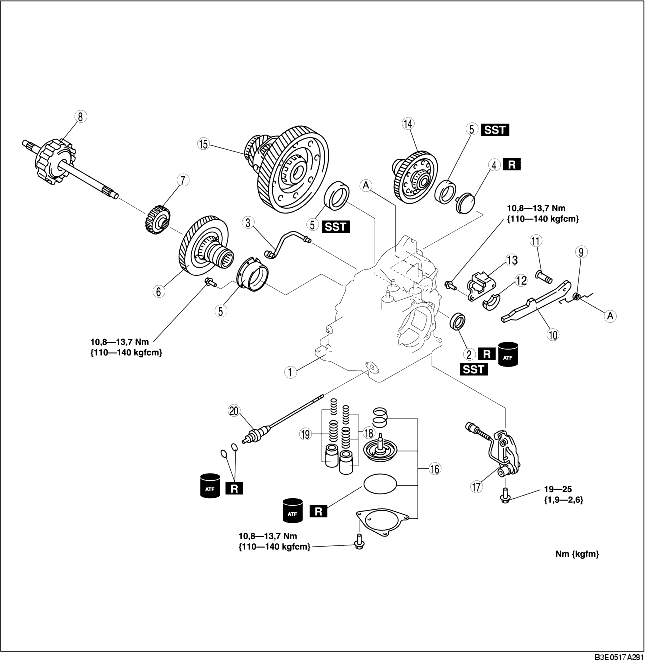 8
15
14
5 SST
4 R
A
7
10,8—13,7 Nm
{110—140 kgfcm}
3
5 SST
11
9
13
12
6
5
A
10
10,8—13,7 Nm
{110—140 kgfcm}
1
2 R ATF
SST
20
19
18
16
17
ATF R
ATF R
19—25
{1,9—2,6}
10,8—13,7 Nm
{110—140 kgfcm}
Nm {kgfm}
B3E0517A281